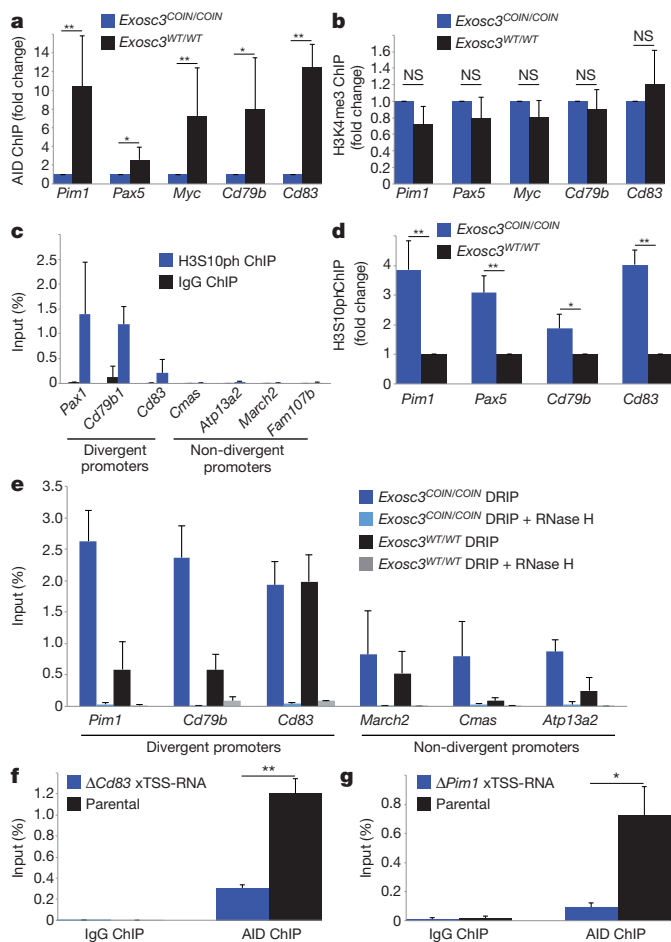 a
Exosc3COIN/COIN
Exosc3WT/WT
AID ChIP (fold change)
14
12
10
8
6
4
2
0
**
*
**
*
**
Pim1 Pax5 Myc Cd79b Cd83
b
Exosc3COIN/COIN
Exosc3WT/WT
H3K4me3 ChIP
(fold change)
1.6
1.4
1.2
1.0
0.8
0.6
0.4
0.2
0
NS NS NS NS NS
Pim1 Pax5 Myc Cd79b Cd83
c
H3S10ph ChIP
IgG ChIP
Input (%)
2.5
2.0
1.5
1.0
0.5
0
Pax1 Cd79b1 Cd83 Cmas Atp13a2 March2 Fam107b
Divergent
promoters
Non-divergent
promoters
d
Exosc3COIN/COIN
Exosc3WT/WT
H3S10phChIP
(fold change)
4
3
2
1
0
**
**
*
**
Pim1 Pax5 Cd79b Cd83
e
Exosc3COIN/COIN DRIP
Exosc3COIN/COIN DRIP + RNase H
Exosc3WT/WT DRIP
Exosc3WT/WT DRIP + RNase H
Input (%)
3.0
2.5
2.0
1.5
1.0
0.5
0
Pim1 Cd79b Cd83 March2 Cmas Atp13a2
Divergent promoters Non-divergent promoters
f
ΔCd83 xTSS-RNA
Parental
Input (%)
1.2
1.0
0.8
0.6
0.4
0.2
0
**
IgG ChIP AID ChIP
g
ΔPim1 xTSS-RNA
Parental
Input (%)
0.8
0.6
0.4
0.2
0
*
IgG ChIP AID ChIP